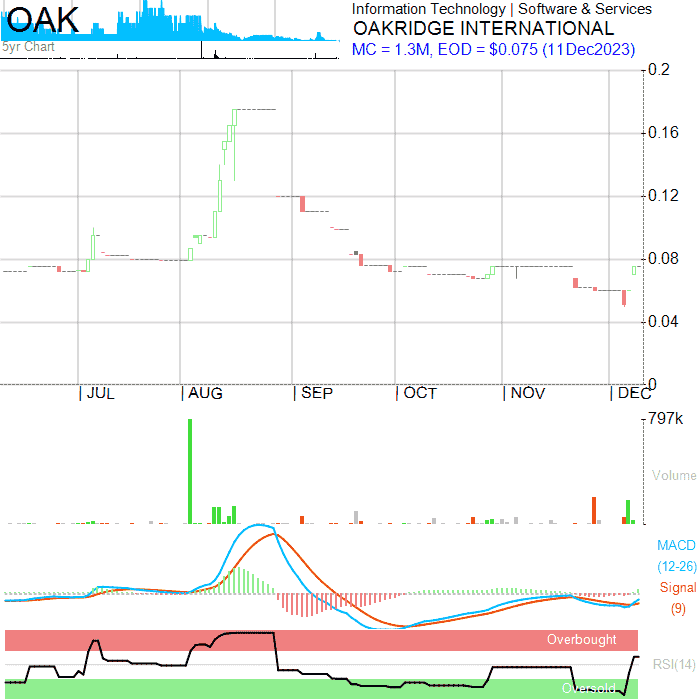 OAK
5yr Chart
Information Technology | Software & Services
OAKRIDGE INTERNATIONAL
MC = 1.3M, EOD = $0.075 (11Dec2023)
0.2
0.16
0.12
0.08
0.04
0
| JUL | AUG | SEP | OCT | NOV | DEC
797k
Volume
MACD
(12-26)
Signal
(9)
Overbought
RSI(14)
Oversold